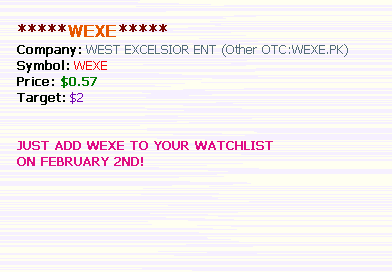 *****WEXE*****
Company: WEST EXCELSIOR ENT (Other OTC:WEXE.PK)
Symbol: WEXE
Price: $0.57
Target: $2
JUST ADD WEXE TO YOUR WATCHLIST
ON FEBRUARY 2ND!